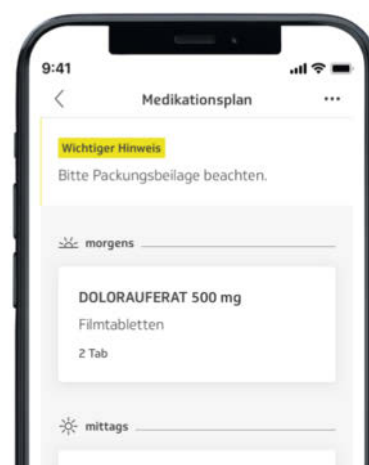 9:41
Medikationsplan
Wichtiger Hinweis
Bitte Packungsbeilage beachten.
morgens
DOLORAUFERAT 500 mg
Filmtabletten
2 Tab
mittags